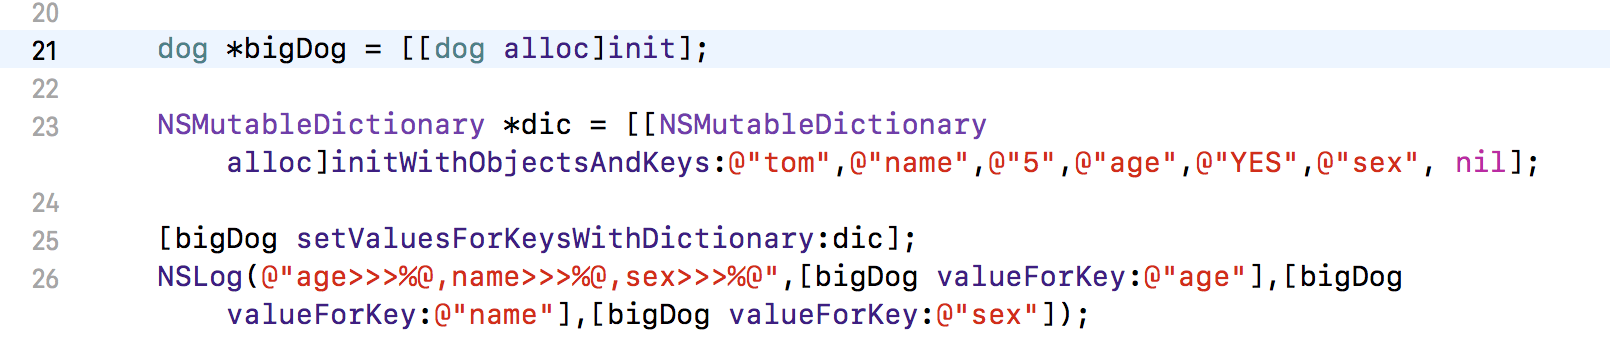 20
21 dog *bigDog = [[dog alloc]init];
22
23 NSMutableDictionary *dic = [[NSMutableDictionary
alloc]initWithObjectsAndKeys:@"tom",@"name",@"5",@"age",@"YES",@"sex", nil];
24
25 [bigDog setValuesForKeysWithDictionary:dic];
26 NSLog(@"age>>>%@,name>>>%@,sex>>>%@",[bigDog valueForKey:@"age"],[bigDog
valueForKey:@"name"],[bigDog valueForKey:@"sex"]);